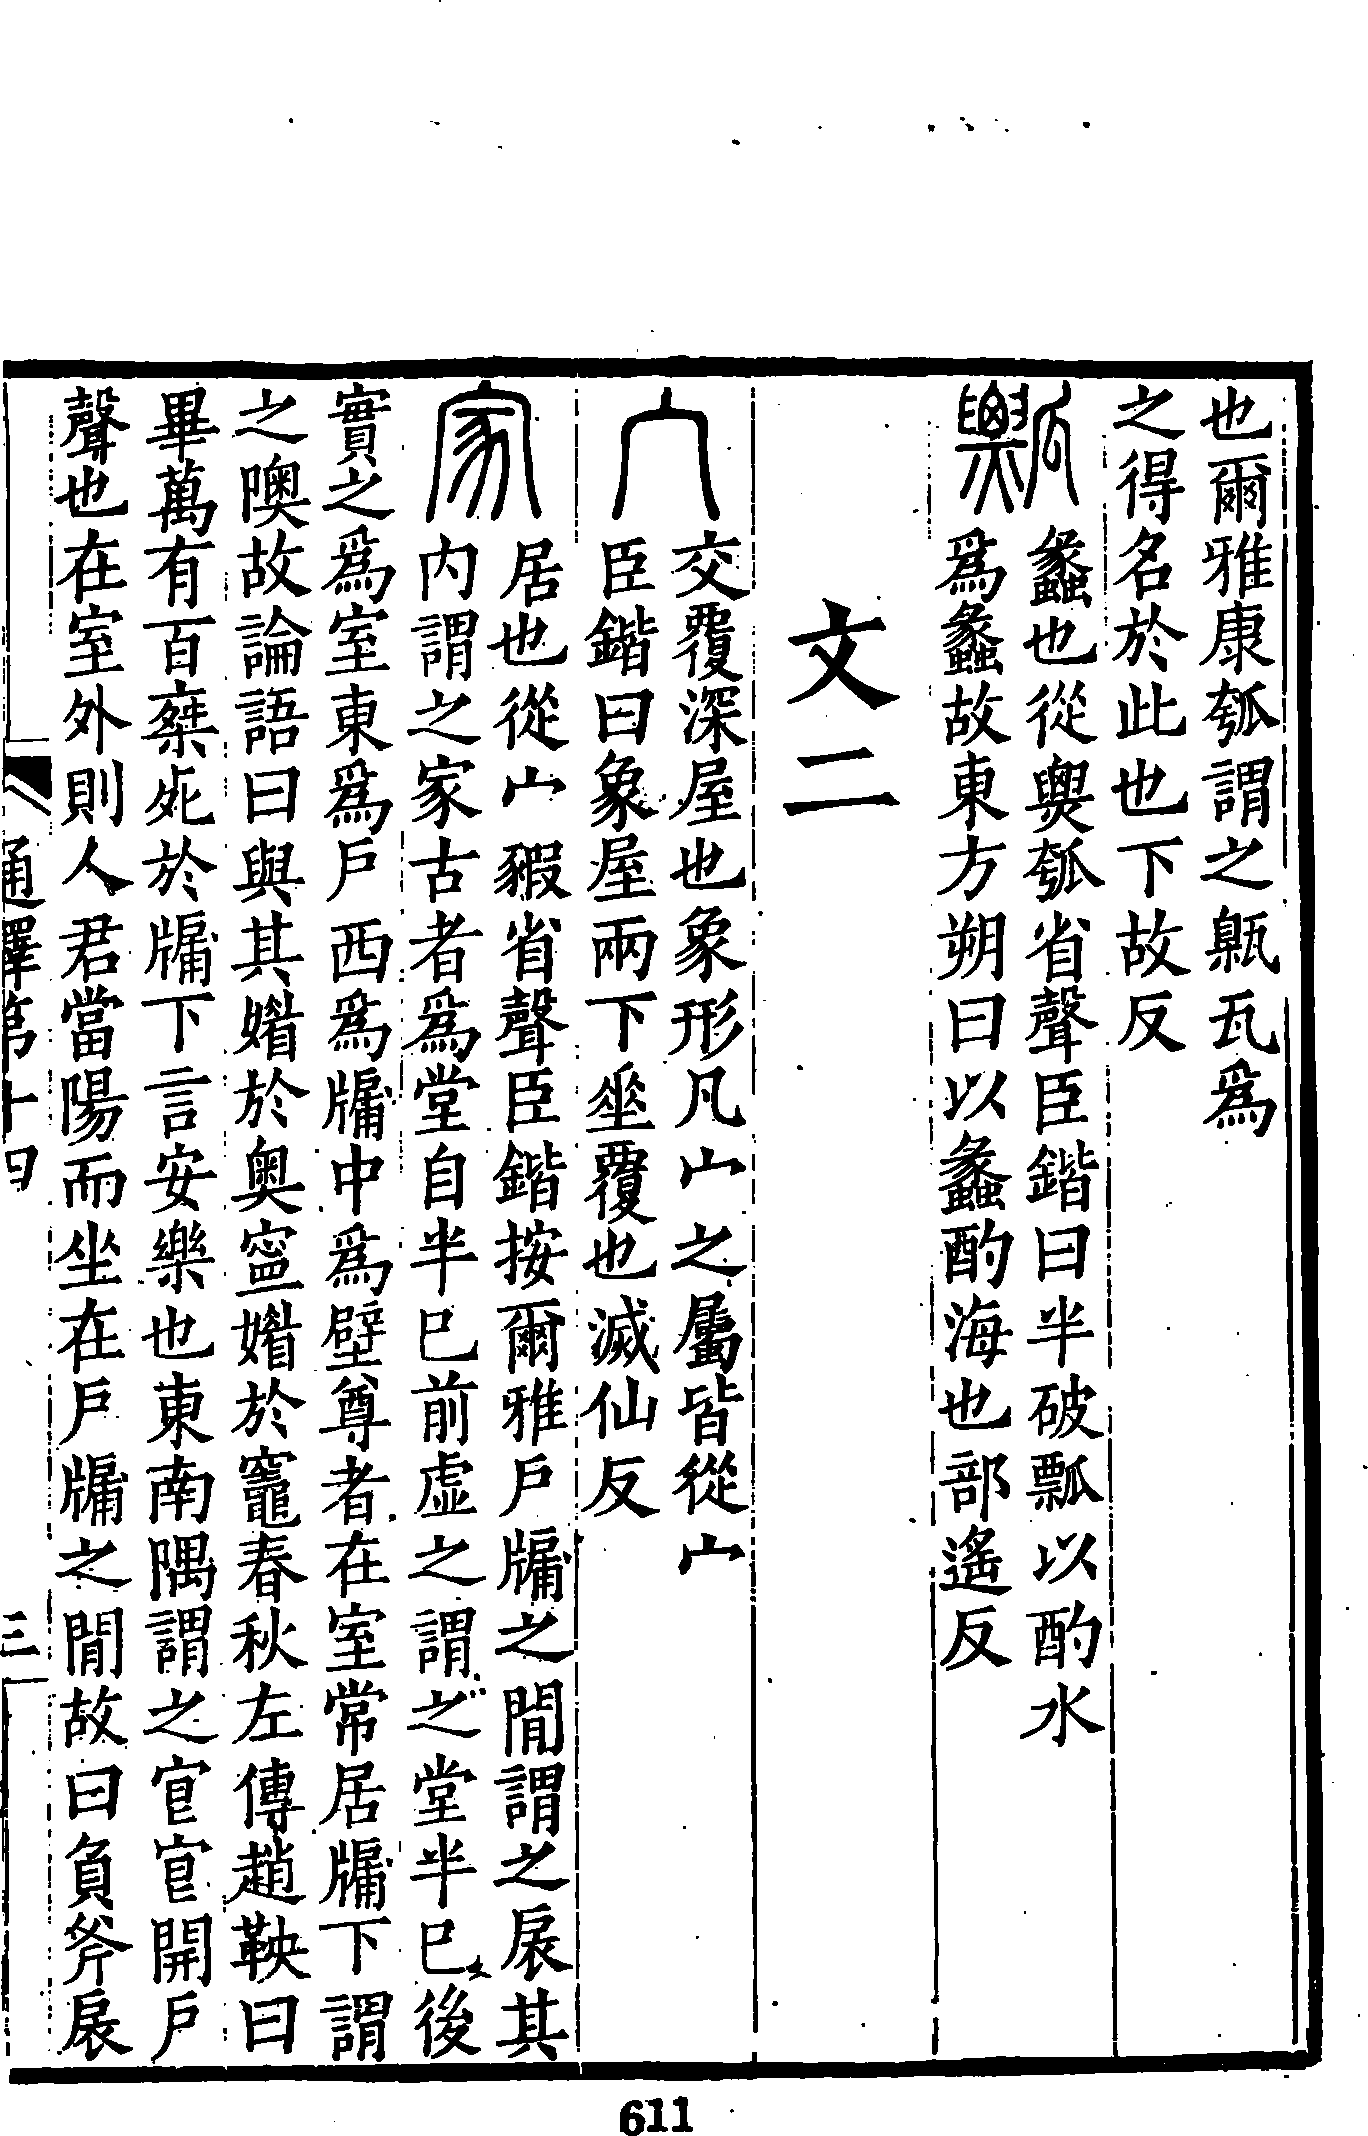 也爾雅康瓠謂之甈瓦爲
之得名於此也下故反
瓢
蠡也從㼌瓠省聲臣鍇曰半破瓢以酌水
爲蠡故東方朔曰以蠡酌海也部遙反
文二
宀
交覆深屋也象形凡宀之屬皆從宀
臣鍇曰象屋兩下垂覆也滅仙反
家
居也從宀豭省聲臣鍇按爾雅戶牖之閒謂之扆其
内謂之家古者爲堂自半已前虛之謂之堂半已後
實之爲室東爲戶西爲牖中爲壁尊者在室常居牖下謂
之隩故論語曰與其媚於奧寧媚於竈春秋左傳趙鞅曰
畢萬有百乘死於牖下言安樂也東南隅謂之㝔㝔開戶
聲也在室外則人君當陽而坐在戶牖之閒故曰負斧扆
通釋第十四
三
611